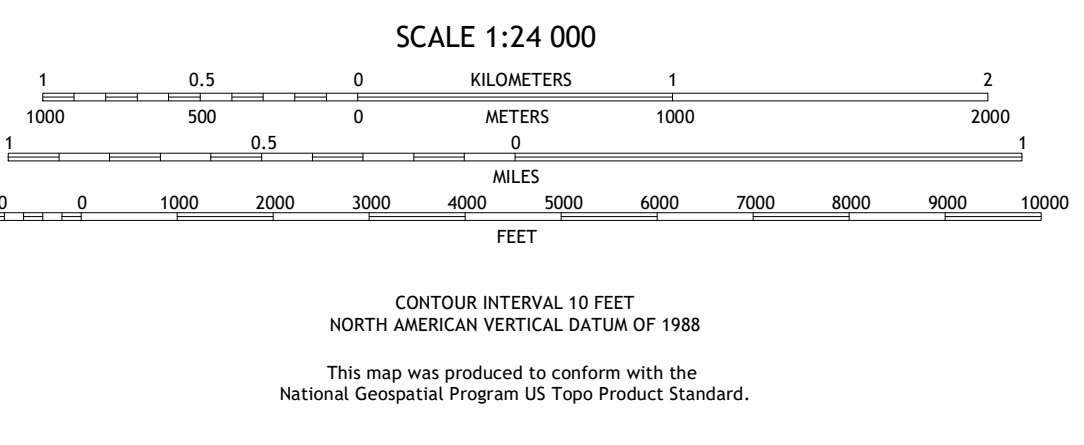 SCALE 1:24 000
1 0.5 0 KILOMETERS 1 2
1000 500 0 METERS 1000 2000
1 0.5 0 1
MILES
0 0 1000 2000 3000 4000 5000 6000 7000 8000 9000 10000
FEET
CONTOUR INTERVAL 10 FEET
NORTH AMERICAN VERTICAL DATUM OF 1988
This map was produced to conform with the
National Geospatial Program US Topo Product Standard.